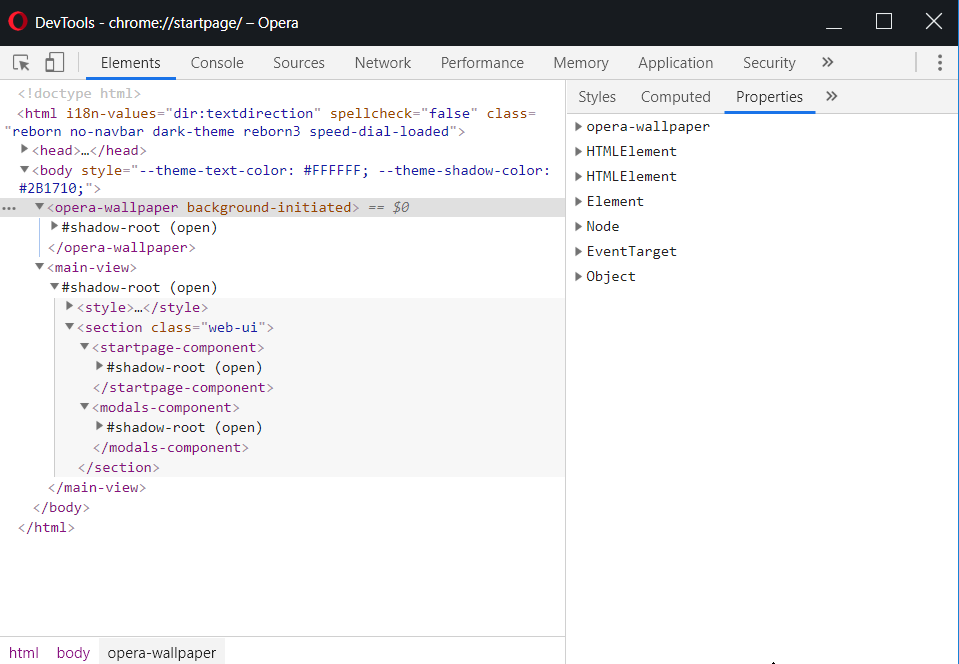 DevTools - chrome://startpage/ – Opera
Elements Console Sources Network Performance Memory Application Security »
<!doctype html>
<html i18n-values="dir:textdirection" spellcheck="false" class=
"reborn no-navbar dark-theme reborn3 speed-dial-loaded">
<head>…</head>
<body style="--theme-text-color: #FFFFFF; --theme-shadow-color:
#2B1710;">
<opera-wallpaper background-initiated> == $0
#shadow-root (open)
</opera-wallpaper>
<main-view>
#shadow-root (open)
<style>…</style>
<section class="web-ui">
<startpage-component>
#shadow-root (open)
</startpage-component>
<modals-component>
#shadow-root (open)
</modals-component>
</section>
</main-view>
</body>
</html>
html body opera-wallpaper
Styles Computed Properties »
opera-wallpaper
HTMLElement
HTMLElement
Element
Node
EventTarget
Object